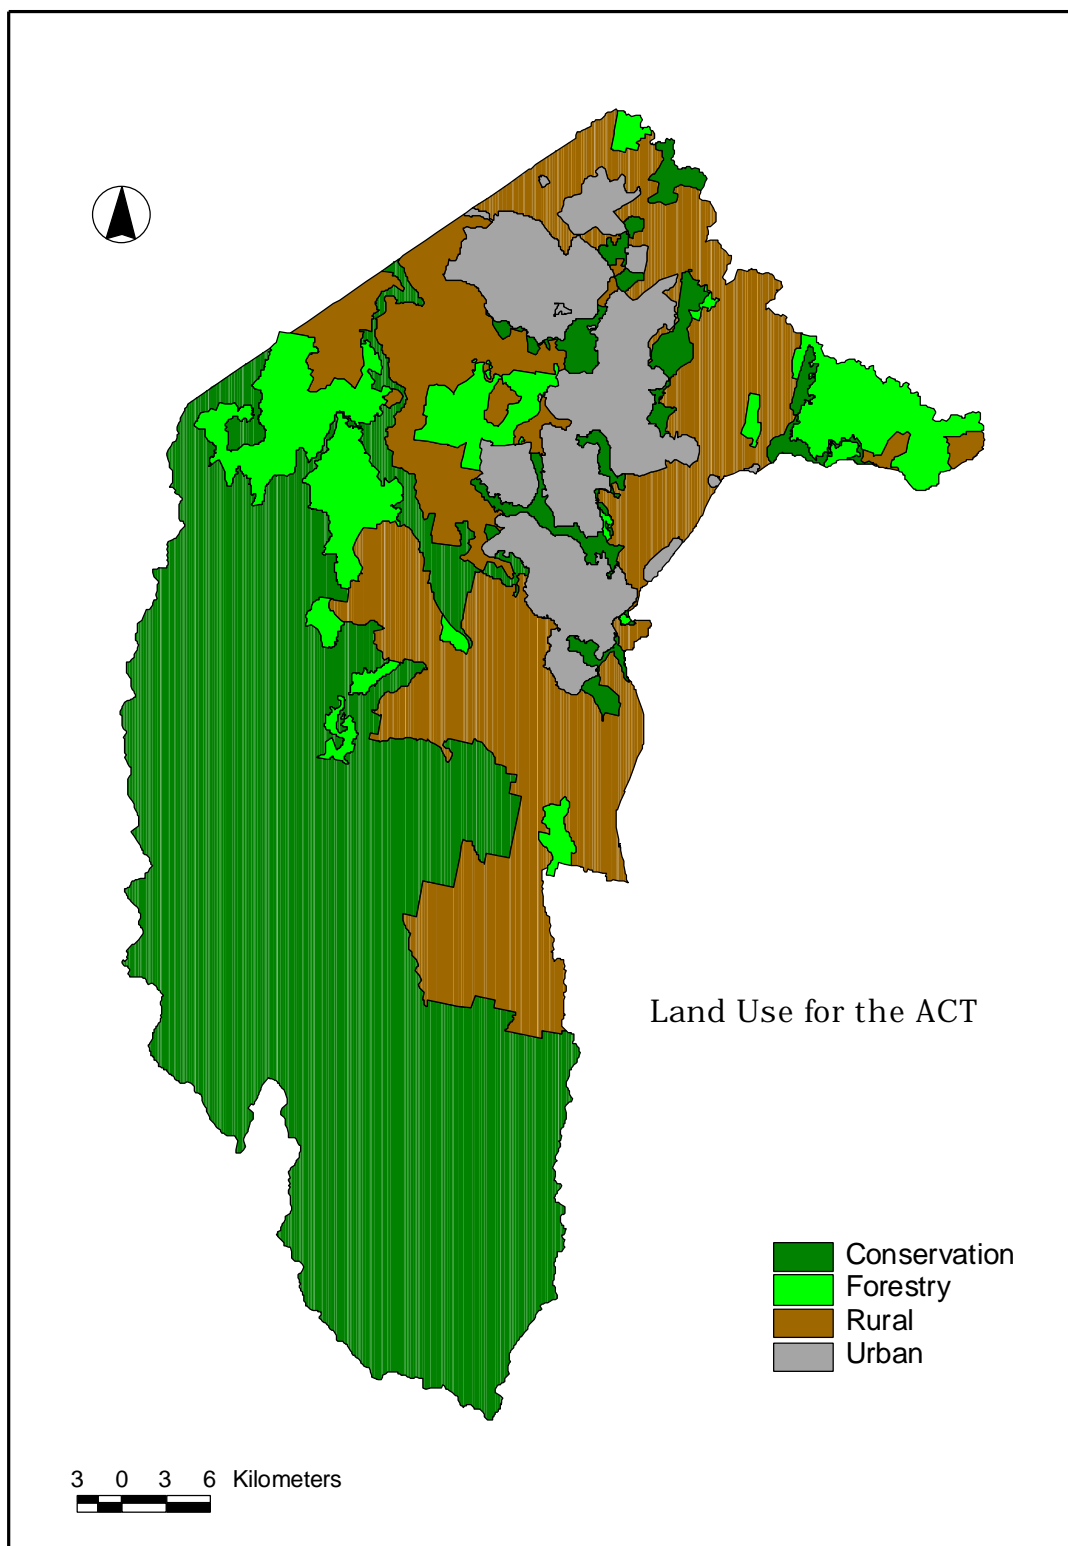 Land Use for the ACT
Conservation
Forestry
Rural
Urban
3 0 3 6 Kilometers